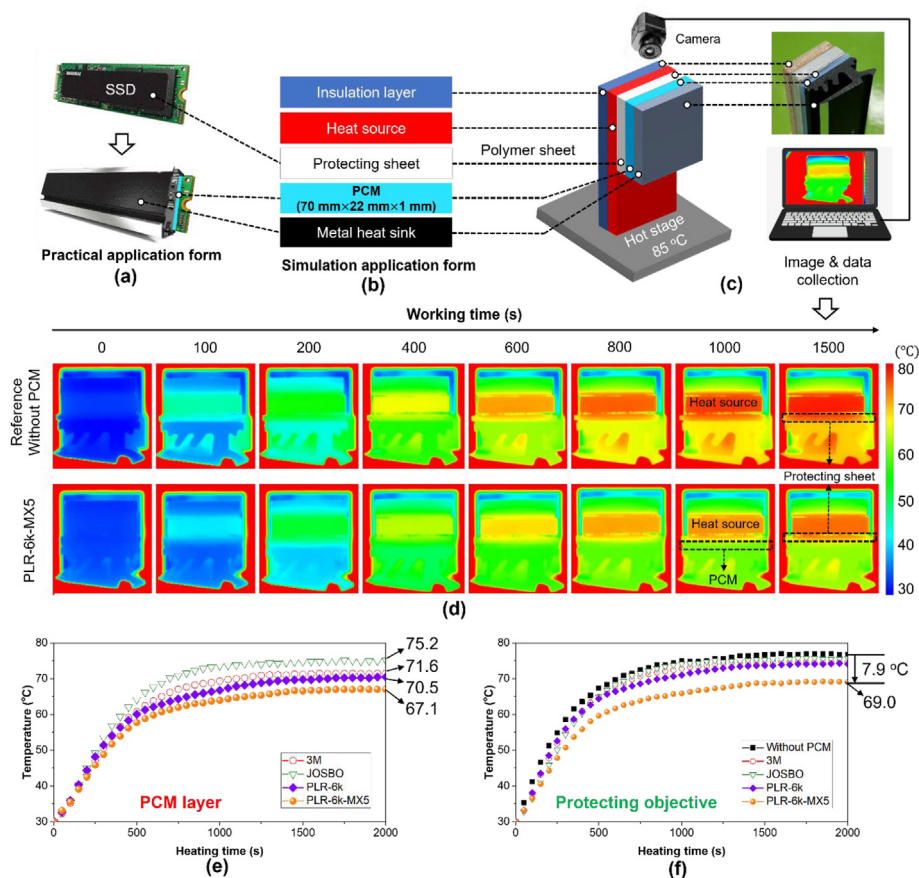 SSD
Practical application form
(a)
Insulation layer
Heat source
Protecting sheet
PCM
(70 mm×22 mm×1 mm)
Metal heat sink
Simulation application form
(b)
Polymer sheet
Camera
Hot stage
85 °C
(c)
Image & data
collection
Working time (s)
0 100 200 400 600 800 1000 1500
(℃)
Reference
Without PCM
Heat source
Protecting sheet
PLR-6k-MX5
Heat source
PCM
80
70
60
50
40
30
(d)
Temperature (°C)
80
70
60
50
40
30
0 500 1000 1500 2000
Heating time (s)
75.2
71.6
70.5
67.1
3M
JOSBO
PLR-6k
PLR-6k-MX5
PCM layer
(e)
Temperature (°C)
80
70
60
50
40
30
0 500 1000 1500 2000
Heating time (s)
7.9 °C
69.0
Without PCM
3M
JOSBO
PLR-6k
PLR-6k-MX5
Protecting objective
(f)